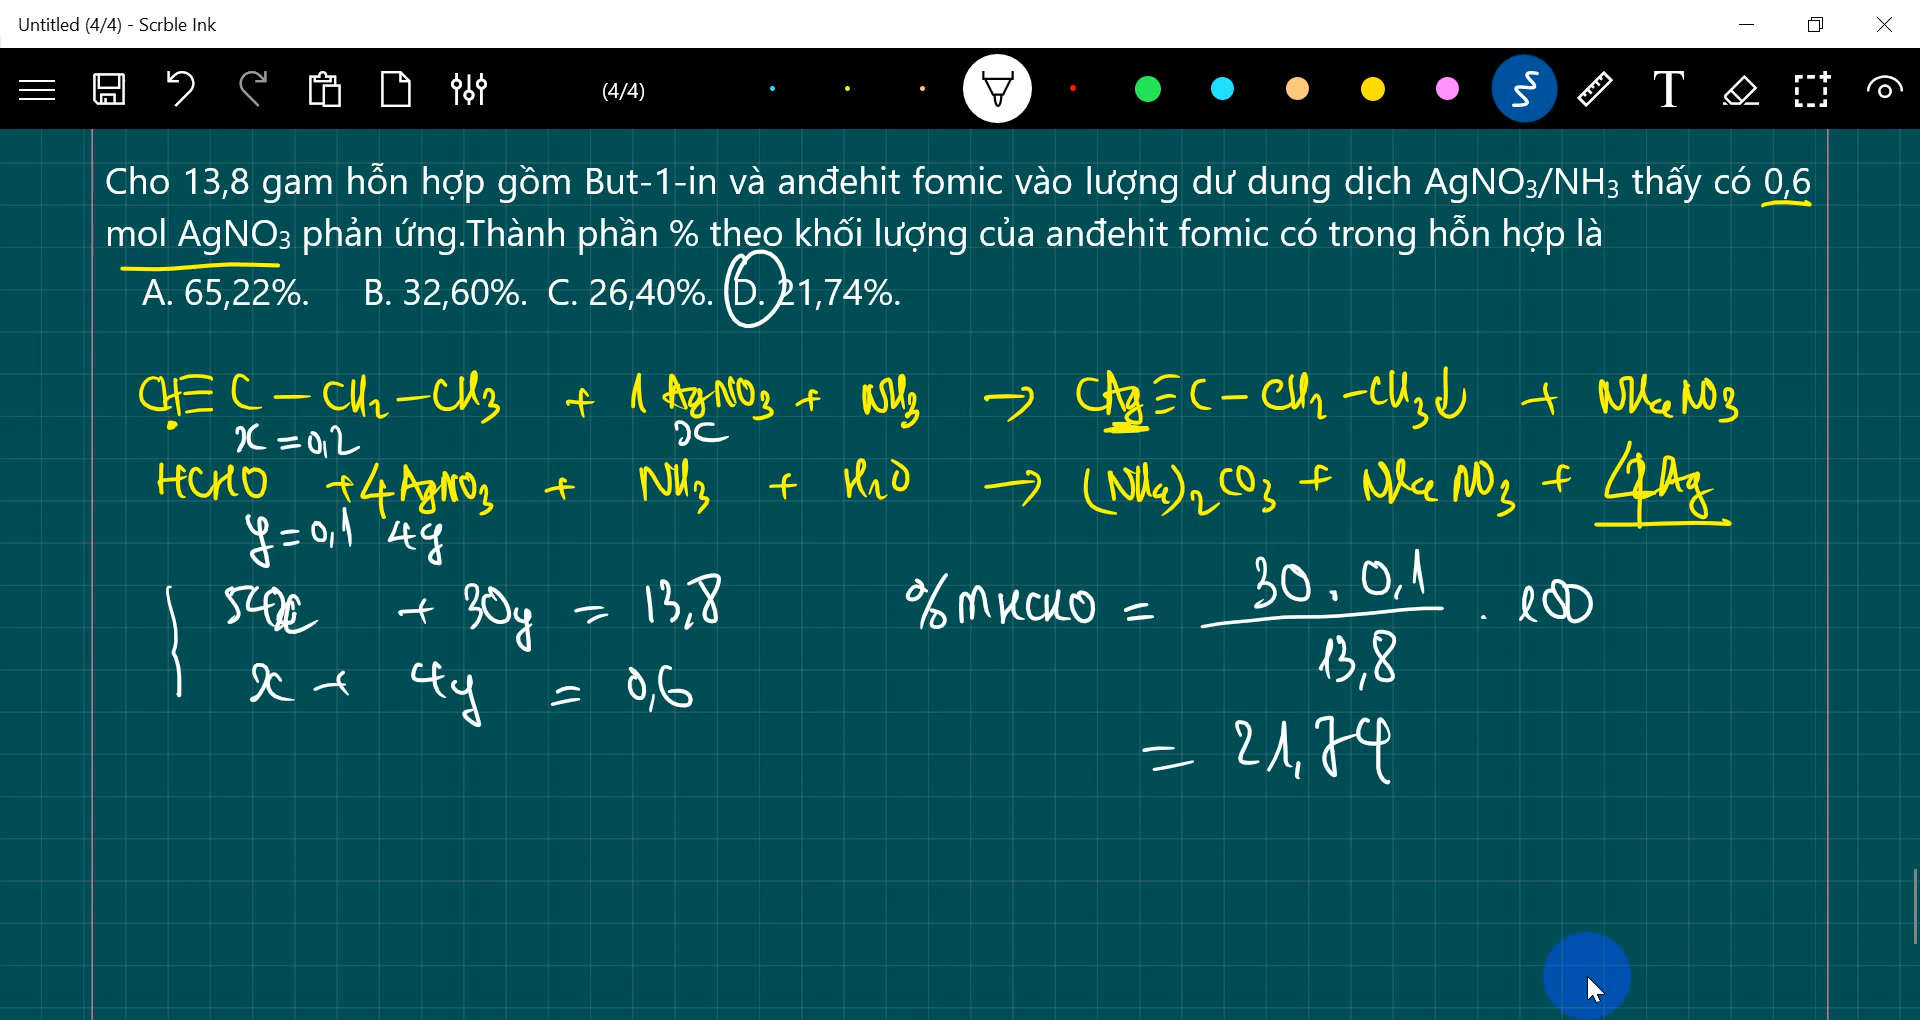 Untitled (4/4) - Scrble Ink
(4/4) T
Cho 13,8 gam hỗn hợp gồm But-1-in và anđehit fomic vào lượng dư dung dịch AgNO₃/NH₃ thấy có 0,6
mol AgNO₃ phản ứng.Thành phần % theo khối lượng của anđehit fomic có trong hỗn hợp là
A. 65,22%. B. 32,60%. C. 26,40%. D. 21,74%.
CH≡C-CH₂-CH₃ + 1AgNO₃ + NH₃ → CAg≡C-CH₂-CH₃↓ + NH₄NO₃
x = 0,2 x
HCHO + 4AgNO₃ + NH₃ + H₂O → (NH₄)₂CO₃ + NH₄NO₃ + 4Ag
y = 0,1 4y
54x + 30y = 13,8 %mHCHO = 30.0,1/13,8 . 100
x + 4y = 0,6
= 21,74